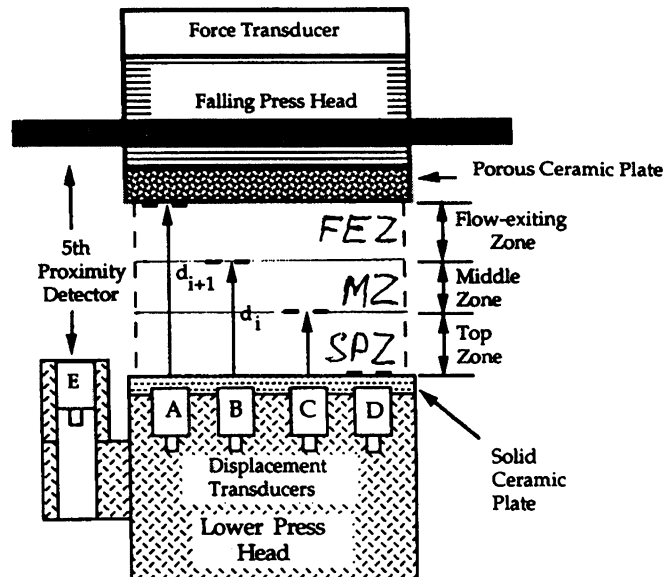 Force Transducer
Falling Press Head
Porous Ceramic Plate
FEZ
Flow-exiting
Zone
5th
Proximity
Detector
d i+1
MZ
Middle
Zone
d i
SPZ
Top
Zone
E
A B C D
Displacement
Transducers
Solid
Ceramic
Plate
Lower Press
Head